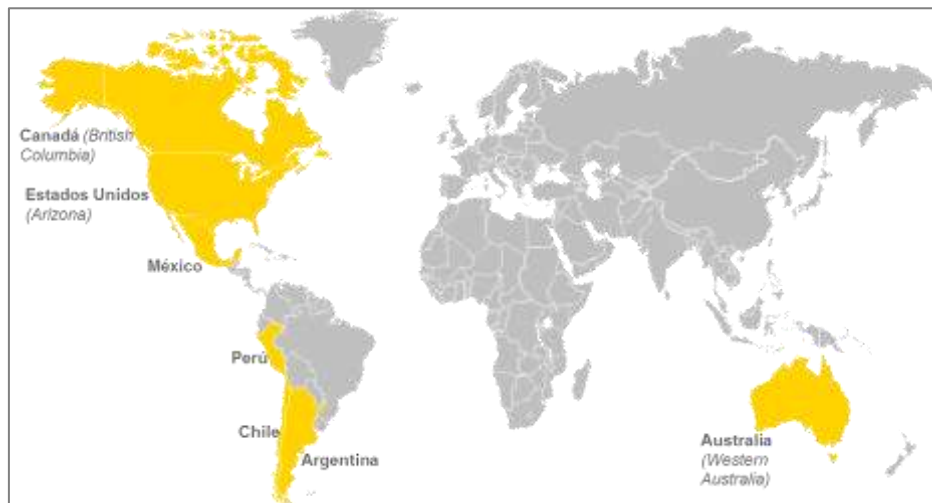 Canadá (British
Columbia)
Estados Unidos
(Arizona)
México
Perú
Chile
Argentina
Australia
(Western
Australia)